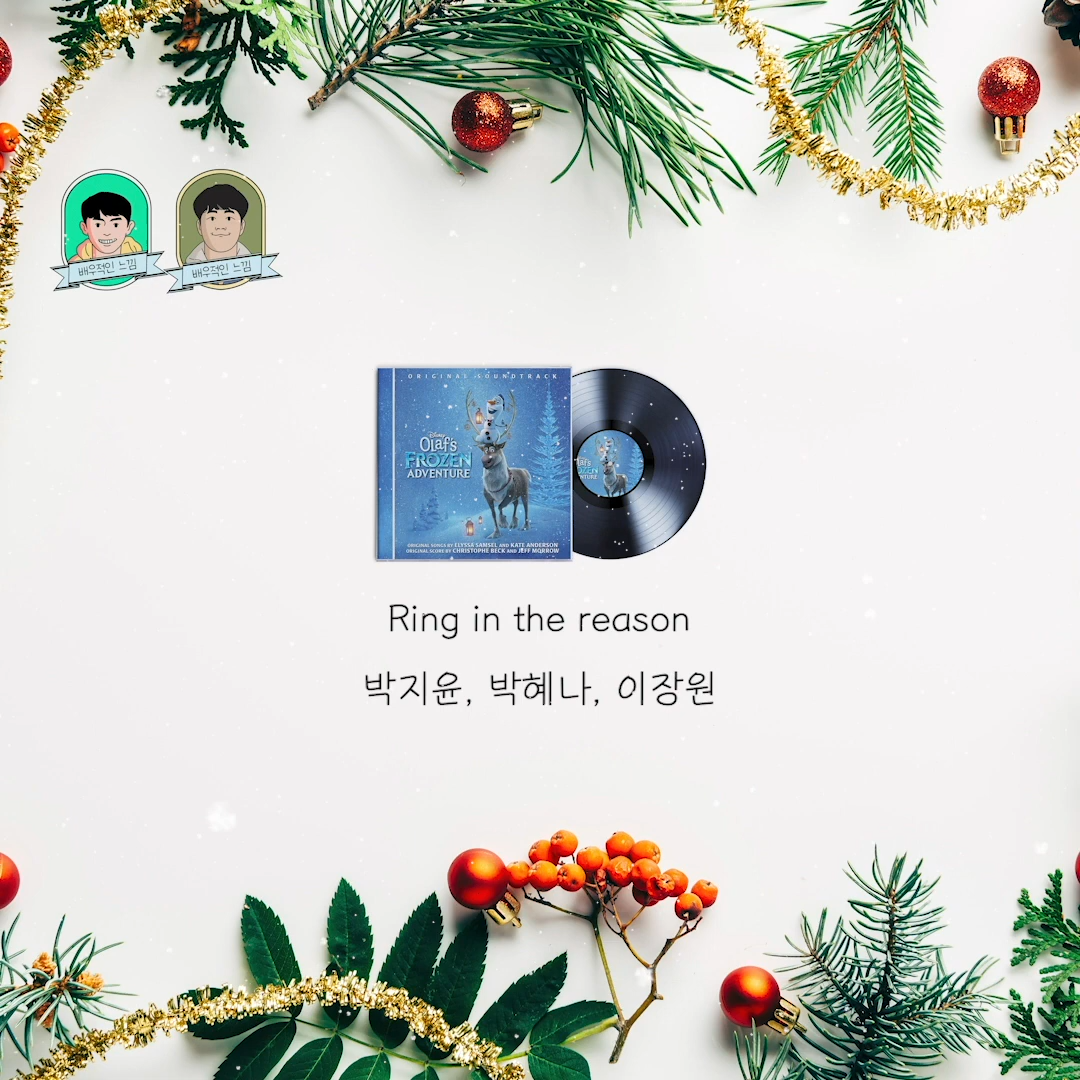 배우적인 느낌
배우적인 느낌
ORIGINAL SOUNDTRACK
Disney
Olaf's
FROZEN
ADVENTURE
ORIGINAL SONGS BY ELYSSA SAMSEL AND KATE ANDERSON
ORIGINAL SCORE BY CHRISTOPHE BECK AND JEFF MORROW
Ring in the reason
박지윤, 박혜나, 이장원